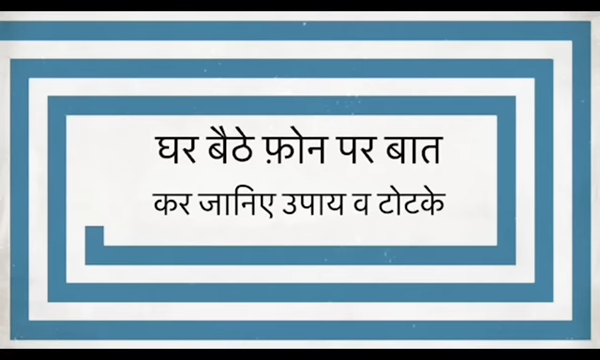 घर बैठे फ़ोन पर बात
कर जानिए उपाय व टोटके